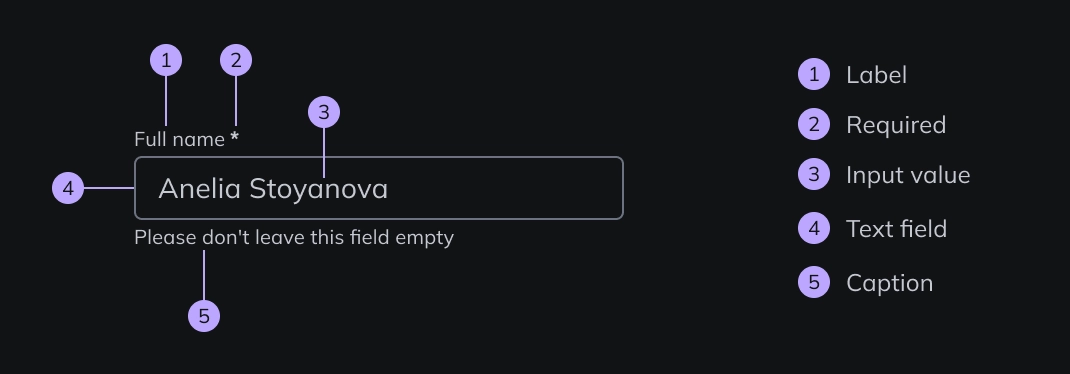 1 2
3
Full name *
4 Anelia Stoyanova
Please don't leave this field empty
5
1 Label
2 Required
3 Input value
4 Text field
5 Caption